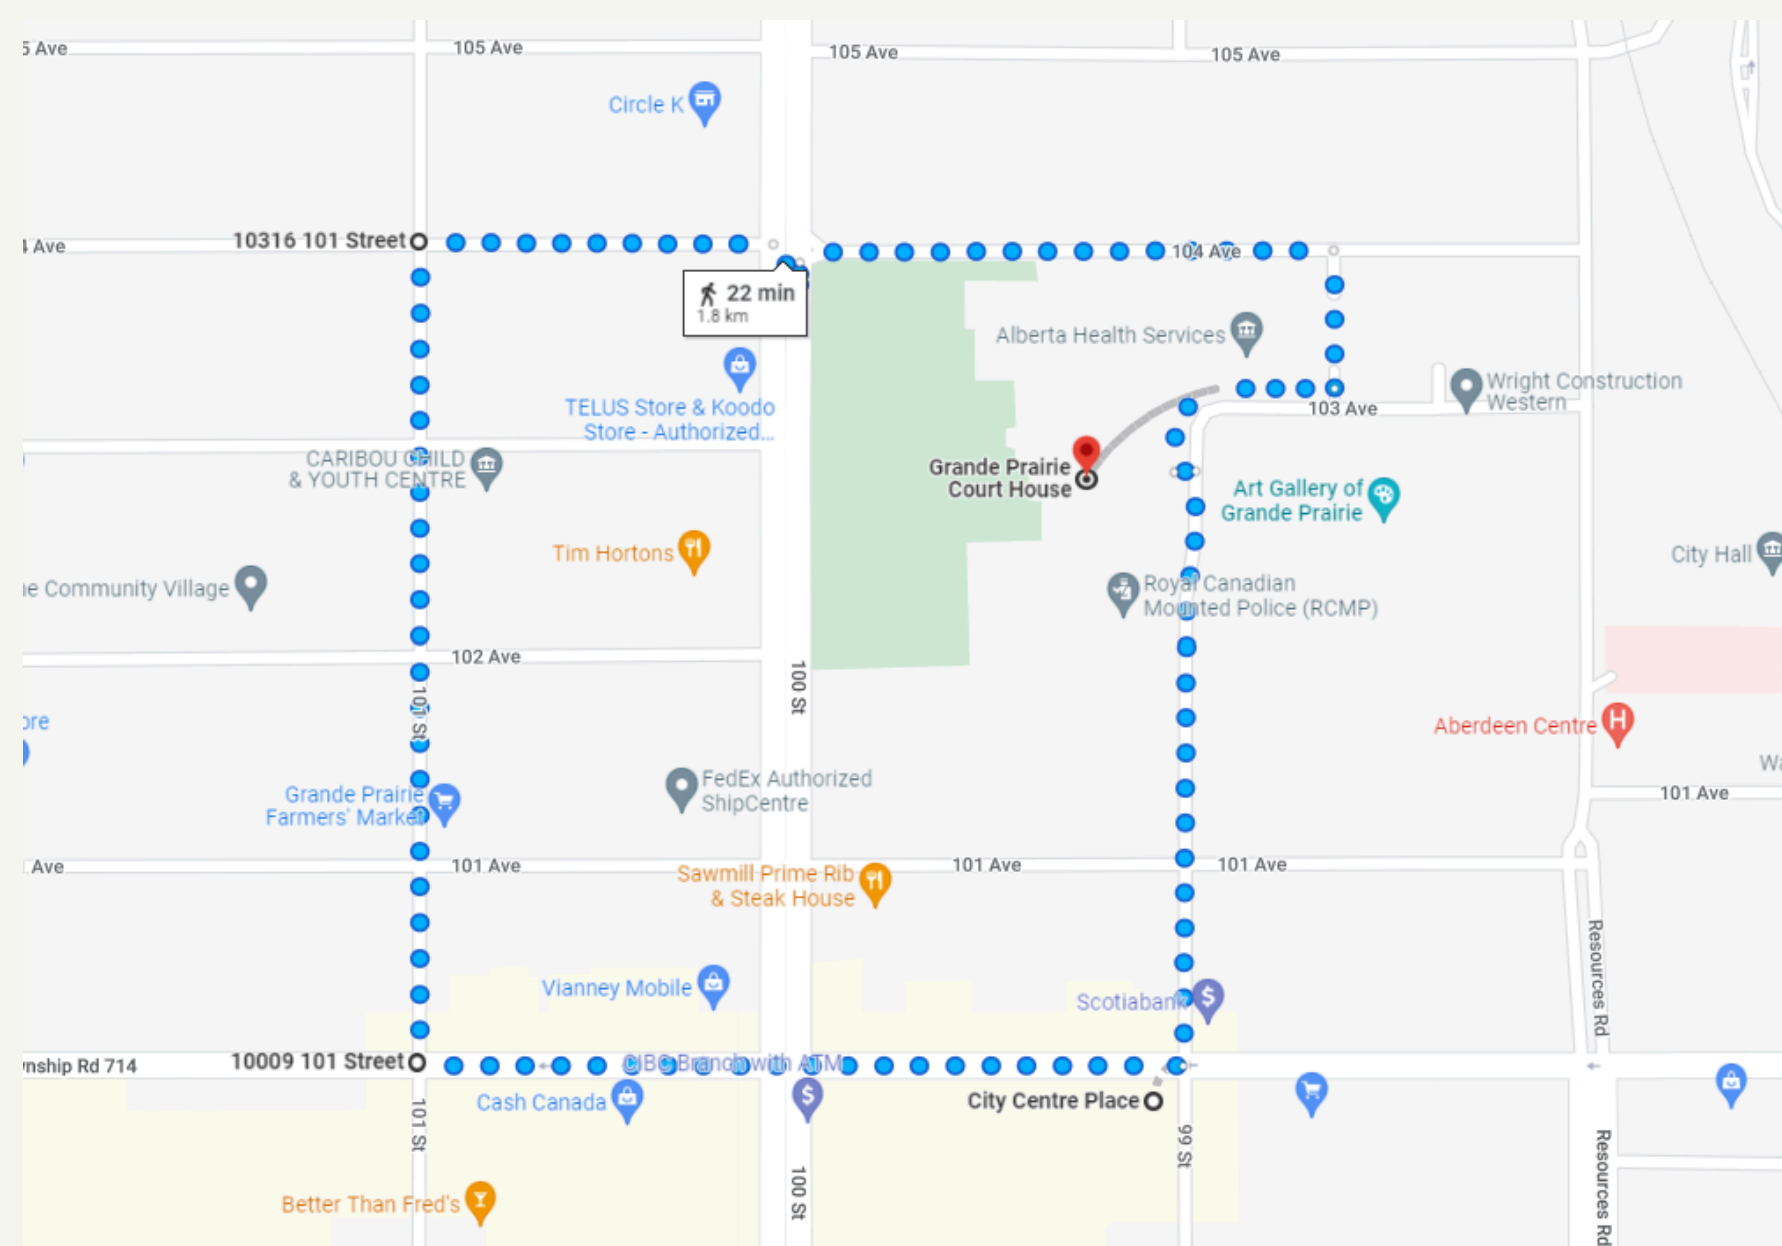 5 Ave
105 Ave
105 Ave
105 Ave
Circle K
4 Ave
10316 101 Street
104 Ave
22 min
1.8 km
Alberta Health Services
TELUS Store & Koodo
Store - Authorized...
Wright Construction
Western
103 Ave
CARIBOU CHILD
& YOUTH CENTRE
Grande Prairie
Court House
Art Gallery of
Grande Prairie
Tim Hortons
City Hall
ne Community Village
Royal Canadian
Mounted Police (RCMP)
102 Ave
100 St
101 St
ore
Aberdeen Centre
Wa
FedEx Authorized
ShipCentre
Grande Prairie
Farmers' Market
101 Ave
Ave
101 Ave
101 Ave
101 Ave
Sawmill Prime Rib
& Steak House
Resources Rd
Vianney Mobile
Scotiabank
wnship Rd 714
10009 101 Street
CIBC Branch with ATM
Cash Canada
City Centre Place
101 St
99 St
100 St
Resources Rd
Better Than Fred's